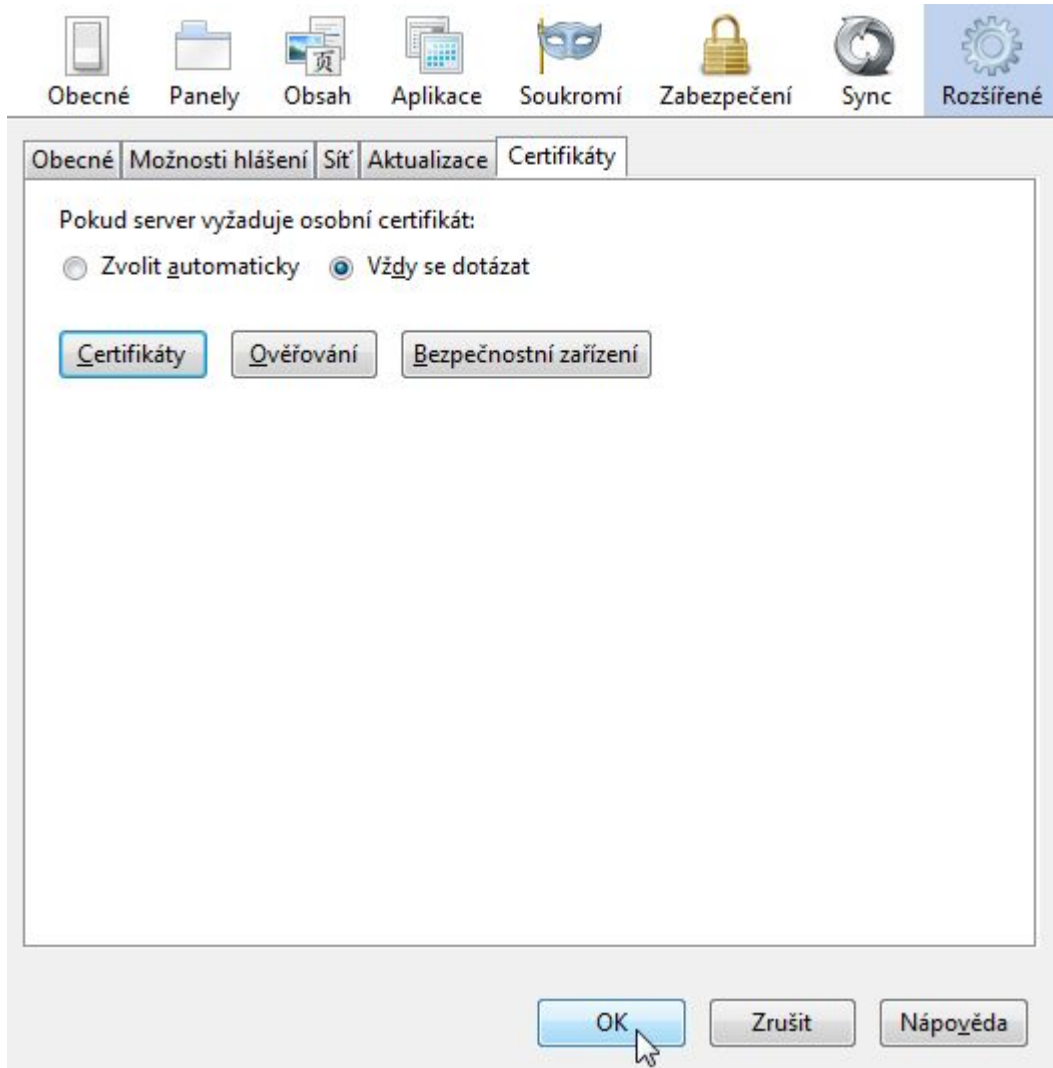 页
Obecné Panely Obsah Aplikace Soukromí Zabezpečení Sync Rozšířené
Obecné Možnosti hlášení Síť Aktualizace Certifikáty
Pokud server vyžaduje osobní certifikát:
Zvolit automaticky Vždy se dotázat
Certifikáty Ověřování Bezpečnostní zařízení
OK Zrušit Nápověda